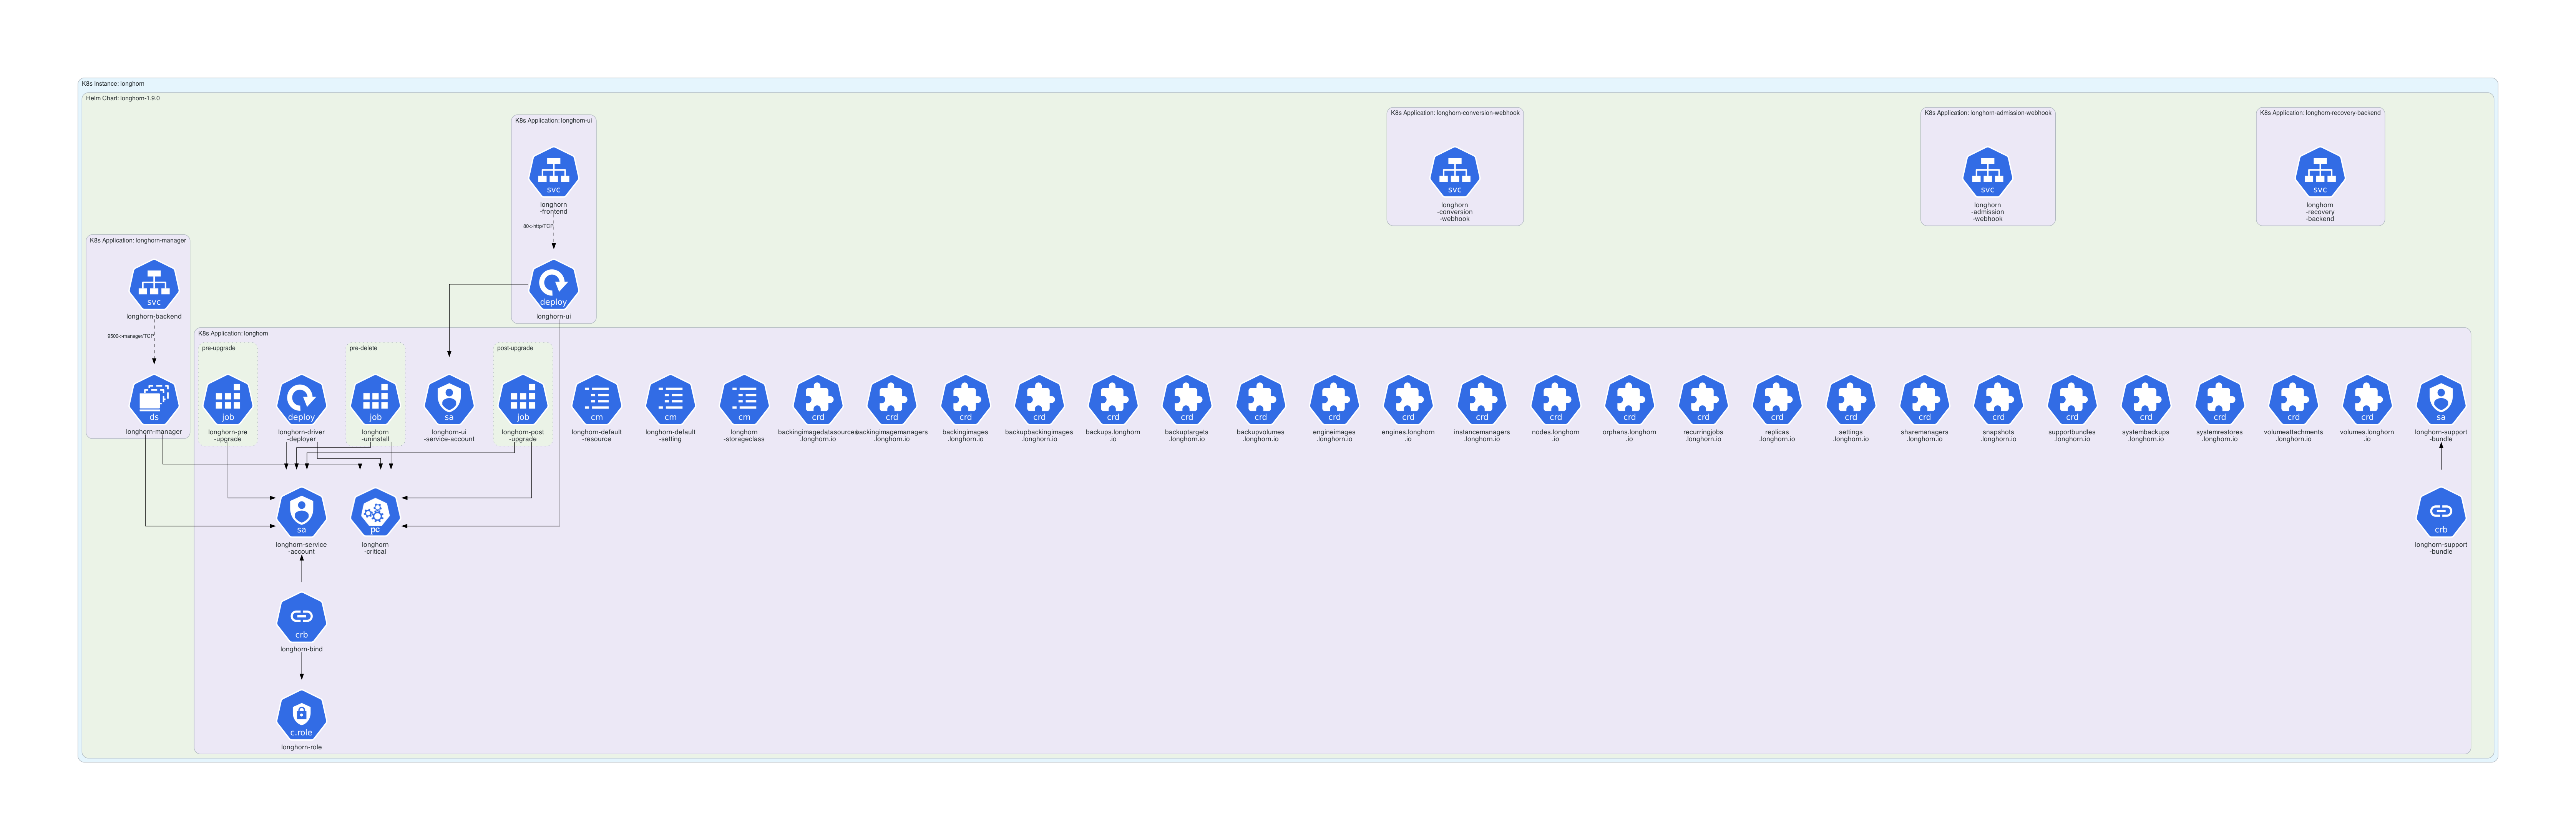 K8s Instance: longhorn
Helm Chart: longhorn-1.9.0
K8s Application: longhorn-ui
svc
longhorn
-frontend
80->http/TCP
deploy
longhorn-ui
K8s Application: longhorn-conversion-webhook
svc
longhorn
-conversion
-webhook
K8s Application: longhorn-admission-webhook
svc
longhorn
-admission
-webhook
K8s Application: longhorn-recovery-backend
svc
longhorn
-recovery
-backend
K8s Application: longhorn-manager
svc
longhorn-backend
9500->manager/TCP
ds
longhorn-manager
K8s Application: longhorn
pre-upgrade
job
longhorn-pre
-upgrade
deploy
longhorn-driver
-deployer
pre-delete
job
longhorn
-uninstall
sa
longhorn-ui
-service-account
post-upgrade
job
longhorn-post
-upgrade
cm
longhorn-default
-resource
cm
longhorn-default
-setting
cm
longhorn
-storageclass
crd
backingimagedatasources
.longhorn.io
crd
backingimagemanagers
.longhorn.io
crd
backingimages
.longhorn.io
crd
backupbackingimages
.longhorn.io
crd
backups.longhorn
.io
crd
backuptargets
.longhorn.io
crd
backupvolumes
.longhorn.io
crd
engineimages
.longhorn.io
crd
engines.longhorn
.io
crd
instancemanagers
.longhorn.io
crd
nodes.longhorn
.io
crd
orphans.longhorn
.io
crd
recurringjobs
.longhorn.io
crd
replicas
.longhorn.io
crd
settings
.longhorn.io
crd
sharemanagers
.longhorn.io
crd
snapshots
.longhorn.io
crd
supportbundles
.longhorn.io
crd
systembackups
.longhorn.io
crd
systemrestores
.longhorn.io
crd
volumeattachments
.longhorn.io
crd
volumes.longhorn
.io
sa
longhorn-support
-bundle
sa
longhorn-service
-account
pc
longhorn
-critical
crb
longhorn-support
-bundle
crb
longhorn-bind
c.role
longhorn-role